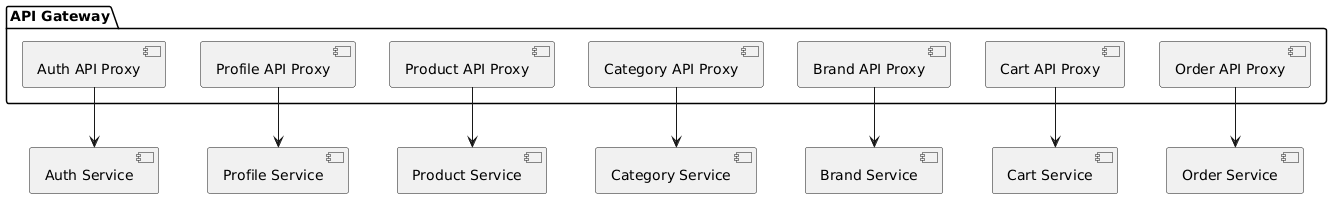 API Gateway
Auth API Proxy
Profile API Proxy
Product API Proxy
Category API Proxy
Brand API Proxy
Cart API Proxy
Order API Proxy
Auth Service
Profile Service
Product Service
Category Service
Brand Service
Cart Service
Order Service